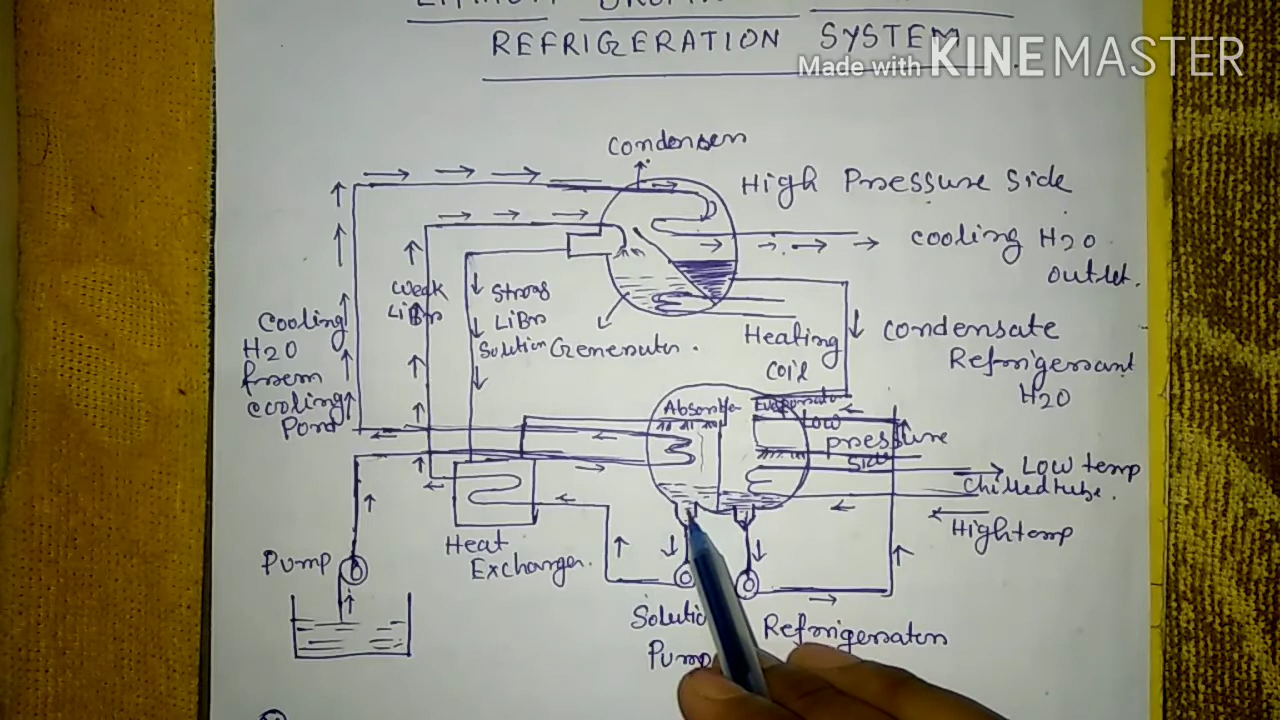 REFRIGERATION SYSTEM
Made with KINEMASTER
Condenser
High Pressure Side
Cooling H2O
outlet.
Weak
LiBr
Strong
LiBr
Solution
Generator.
Heating
Coil
Condensate
Refrigerant
H2O
Cooling
H2O
from
Cooling
Pont
Absorber
Evaporator
Low
Pressure
Side
Low temp
Chilled tube.
High temp
Heat
Exchanger.
Pump
Solution
Pump
Refrigeraton